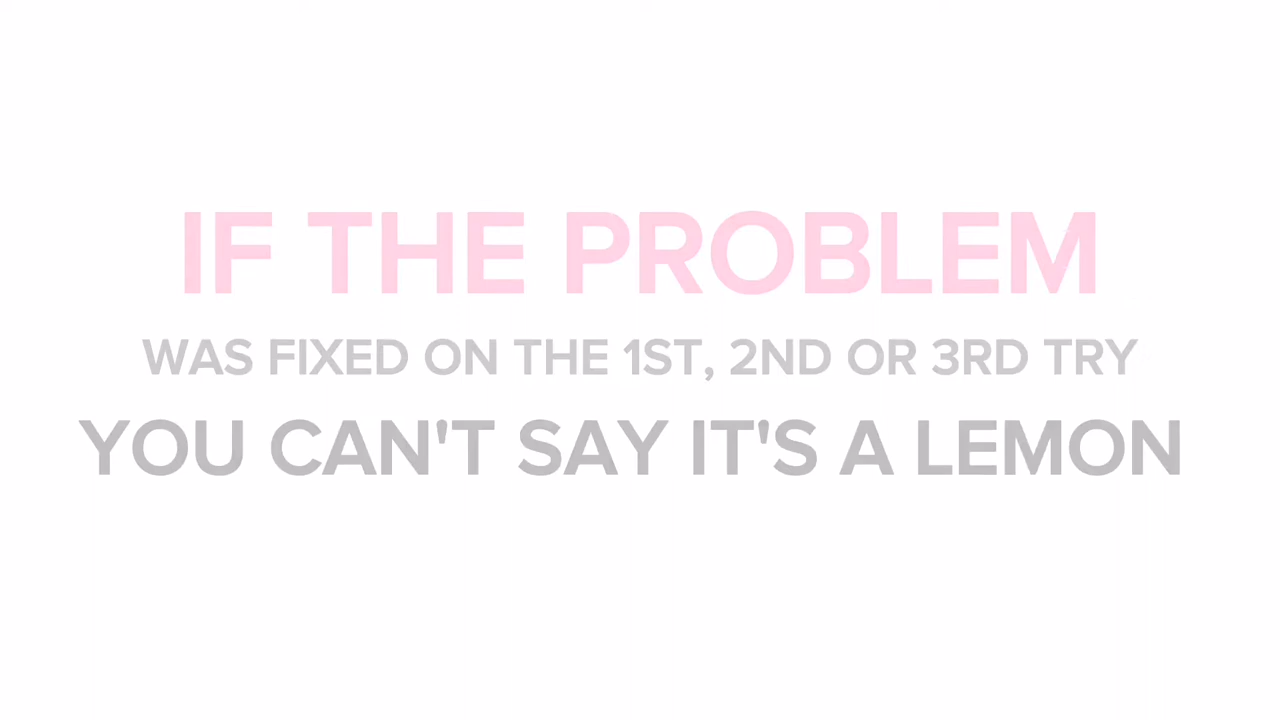 IF THE PROBLEM
WAS FIXED ON THE 1ST, 2ND OR 3RD TRY
YOU CAN'T SAY IT'S A LEMON